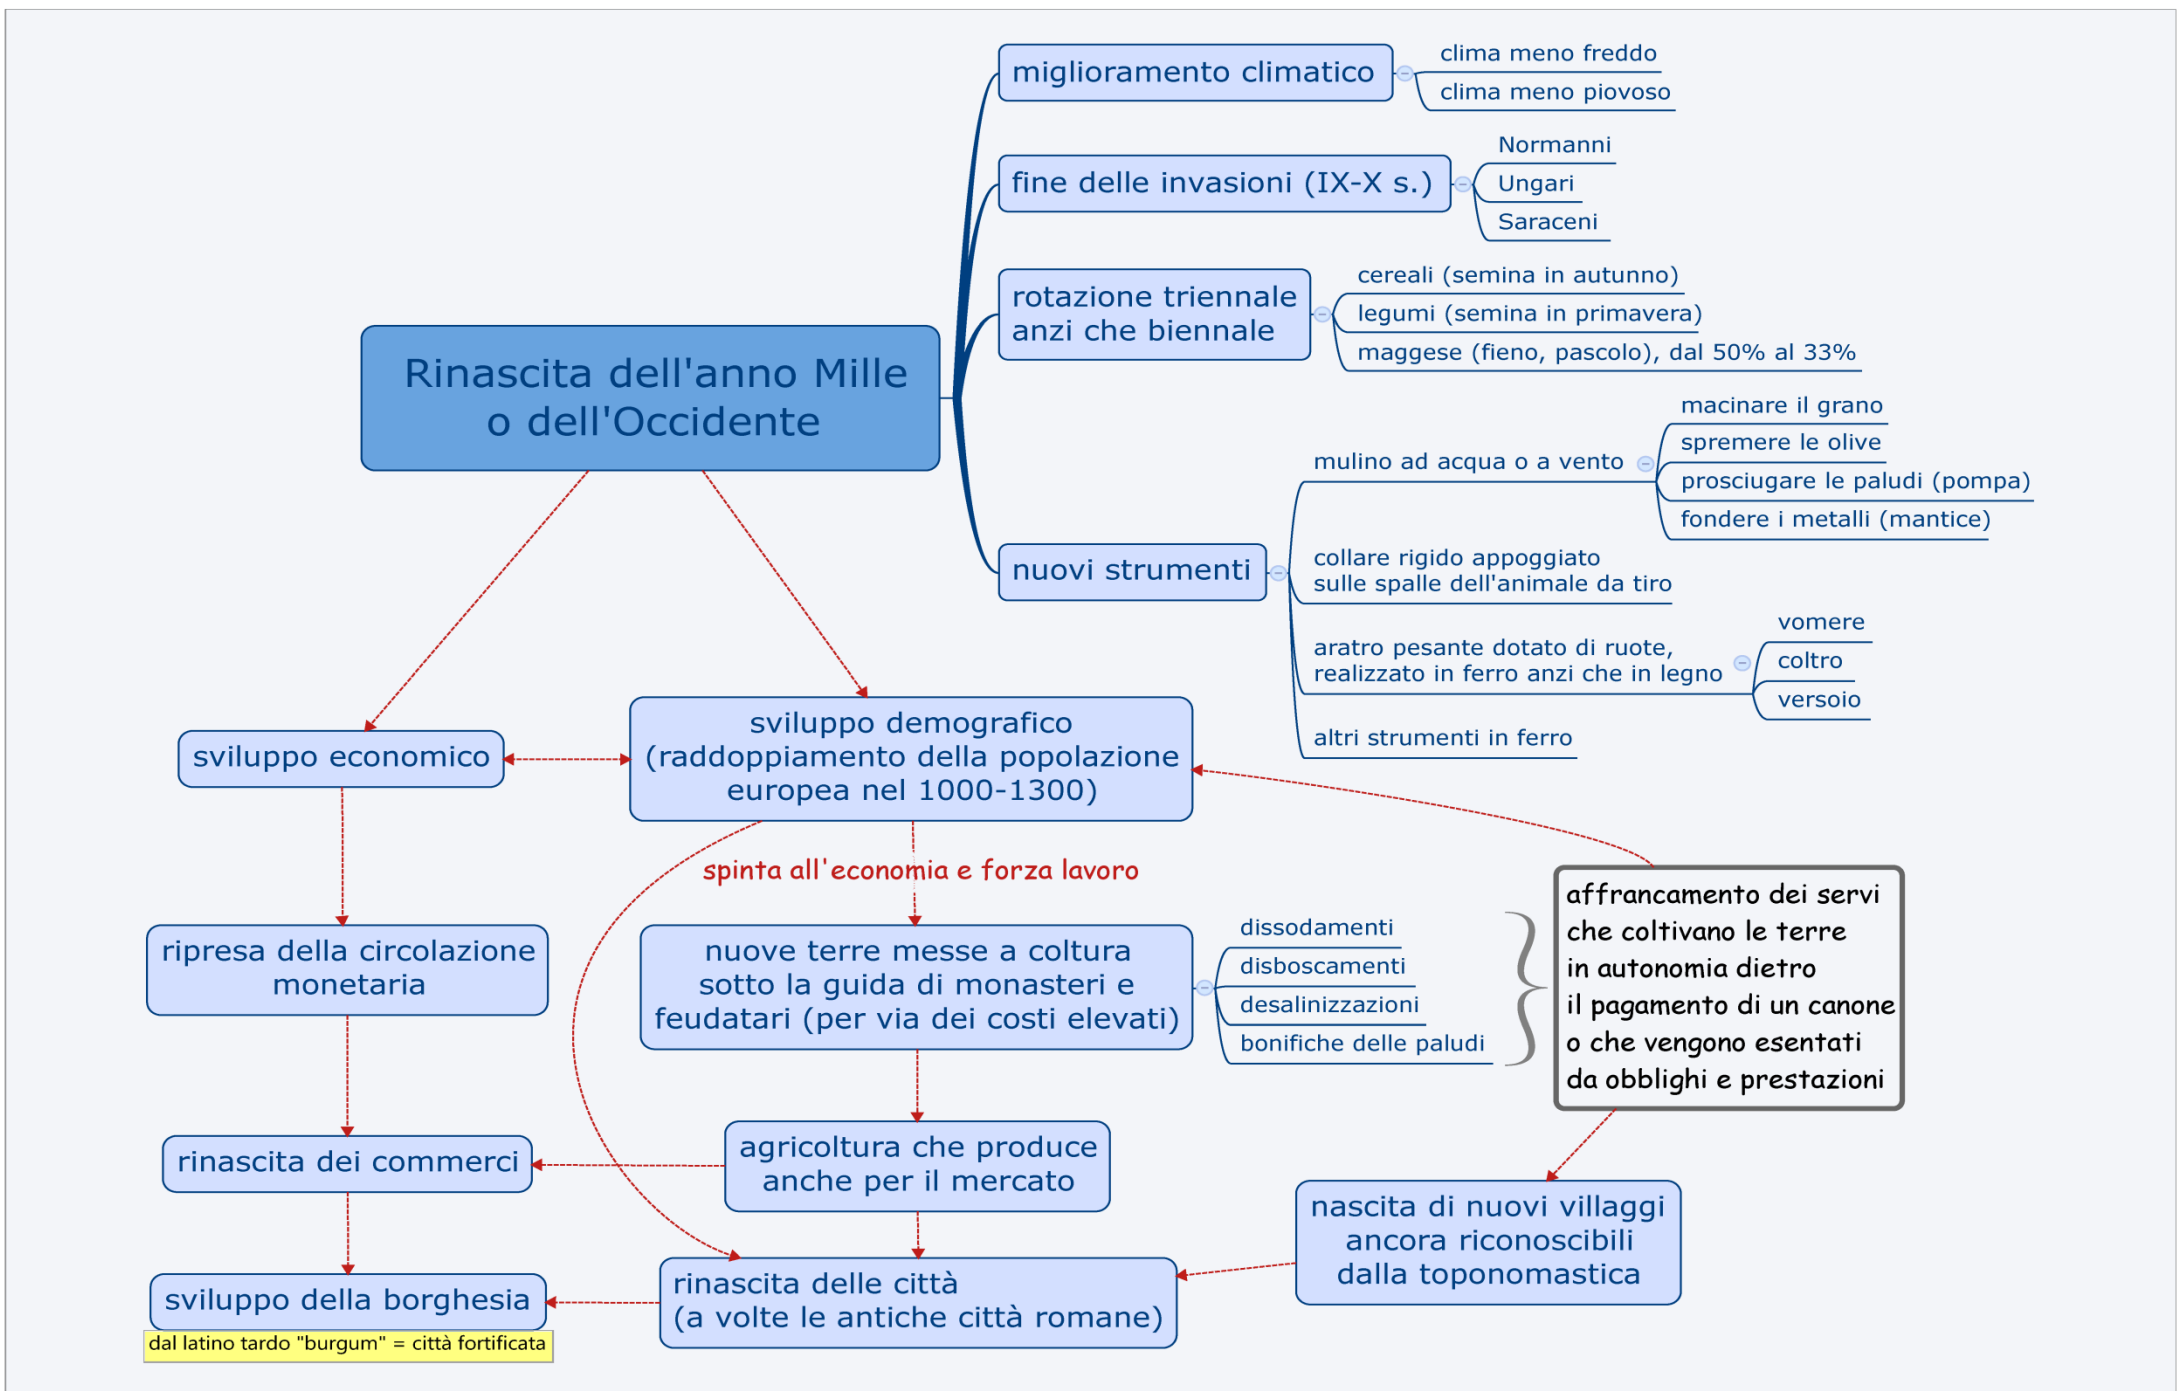 miglioramento climatico
clima meno freddo
clima meno piovoso
fine delle invasioni (IX-X s.)
Normanni
Ungari
Saraceni
rotazione triennale
anzi che biennale
cereali (semina in autunno)
legumi (semina in primavera)
maggese (fieno, pascolo), dal 50% al 33%
Rinascita dell'anno Mille
o dell'Occidente
nuovi strumenti
mulino ad acqua o a vento
macinare il grano
spremere le olive
prosciugare le paludi (pompa)
fondere i metalli (mantice)
collare rigido appoggiato
sulle spalle dell'animale da tiro
aratro pesante dotato di ruote,
realizzato in ferro anzi che in legno
vomere
coltro
versoio
altri strumenti in ferro
sviluppo economico
sviluppo demografico
(raddoppiamento della popolazione
europea nel 1000-1300)
spinta all'economia e forza lavoro
ripresa della circolazione
monetaria
nuove terre messe a coltura
sotto la guida di monasteri e
feudatari (per via dei costi elevati)
dissodamenti
disboscamenti
desalinizzazioni
bonifiche delle paludi
affrancamento dei servi
che coltivano le terre
in autonomia dietro
il pagamento di un canone
o che vengono esentati
da obblighi e prestazioni
rinascita dei commerci
agricoltura che produce
anche per il mercato
nascita di nuovi villaggi
ancora riconoscibili
dalla toponomastica
sviluppo della borghesia
dal latino tardo "burgum" = città fortificata
rinascita delle città
(a volte le antiche città romane)